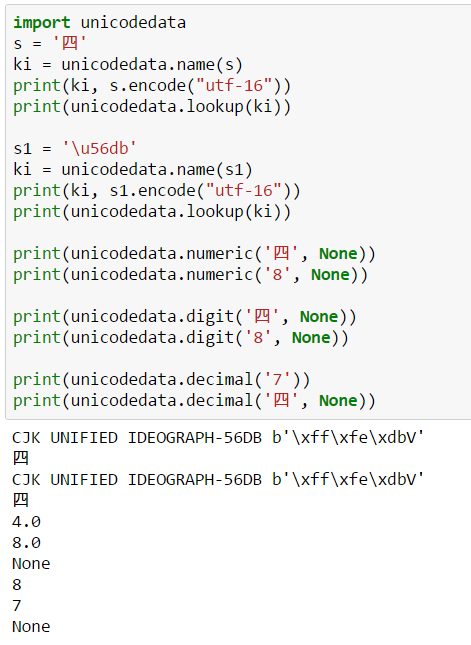 import unicodedata
s = '四'
ki = unicodedata.name(s)
print(ki, s.encode("utf-16"))
print(unicodedata.lookup(ki))
s1 = '\u56db'
ki = unicodedata.name(s1)
print(ki, s1.encode("utf-16"))
print(unicodedata.lookup(ki))
print(unicodedata.numeric('四', None))
print(unicodedata.numeric('8', None))
print(unicodedata.digit('四', None))
print(unicodedata.digit('8', None))
print(unicodedata.decimal('7'))
print(unicodedata.decimal('四', None))
CJK UNIFIED IDEOGRAPH-56DB b'\xff\xfe\xdbV'
四
CJK UNIFIED IDEOGRAPH-56DB b'\xff\xfe\xdbV'
四
4.0
8.0
None
8
7
None